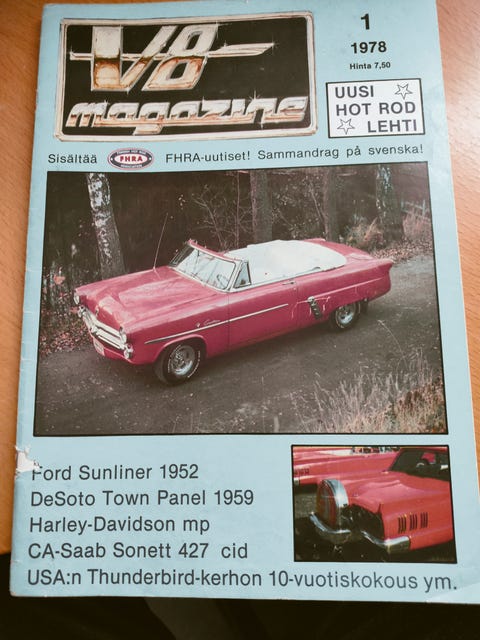 V8
magazine
1
1978
Hinta 7,50
UUSI
HOT ROD
LEHTI
Sisältää FHRA FHRA-uutiset! Sammandrag på svenska!
Ford Sunliner 1952
DeSoto Town Panel 1959
Harley-Davidson mp
CA-Saab Sonett 427 cid
USA:n Thunderbird-kerhon 10-vuotiskokous ym.